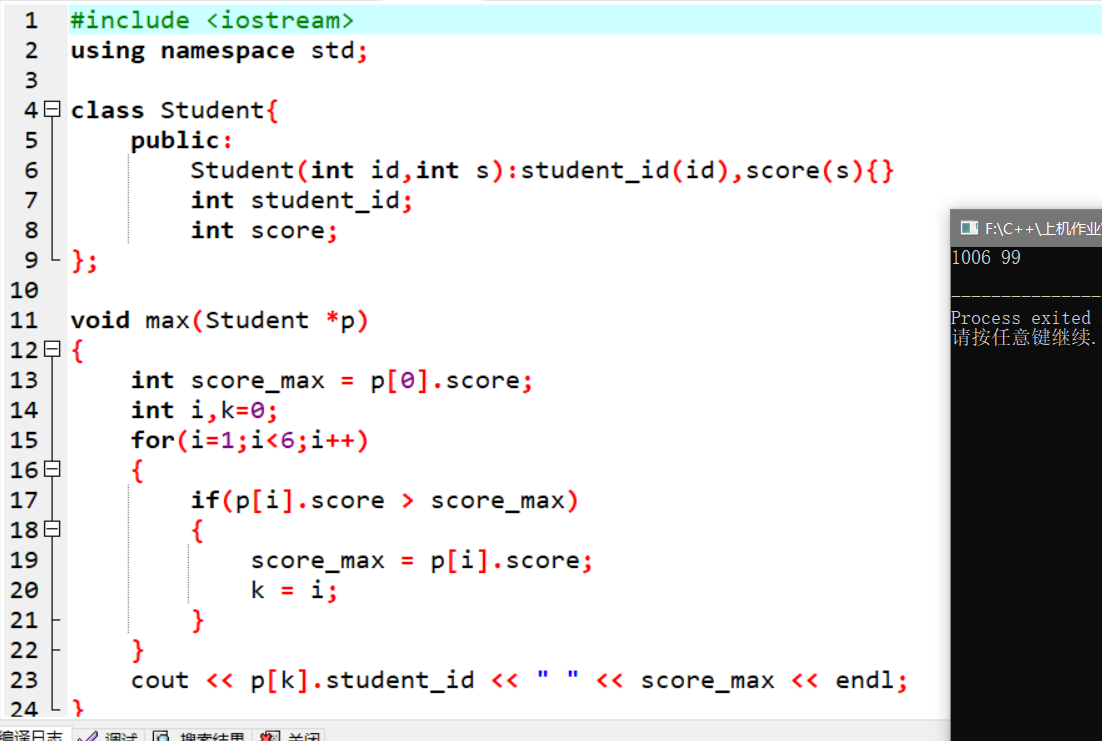 1 #include <iostream>
2 using namespace std;
3
4 class Student{
5     public:
6         Student(int id,int s):student_id(id),score(s){}
7         int student_id;
8         int score;
9 };
10
11 void max(Student *p)
12 {
13     int score_max = p[0].score;
14     int i,k=0;
15     for(i=1;i<6;i++)
16     {
17         if(p[i].score > score_max)
18         {
19             score_max = p[i].score;
20             k = i;
21         }
22     }
23     cout << p[k].student_id << " " << score_max << endl;
24 }
F:\C++\上机作业
1006 99
--------------- 
Process exited
请按任意键继续.
编译日志 调试 搜索结果 关闭